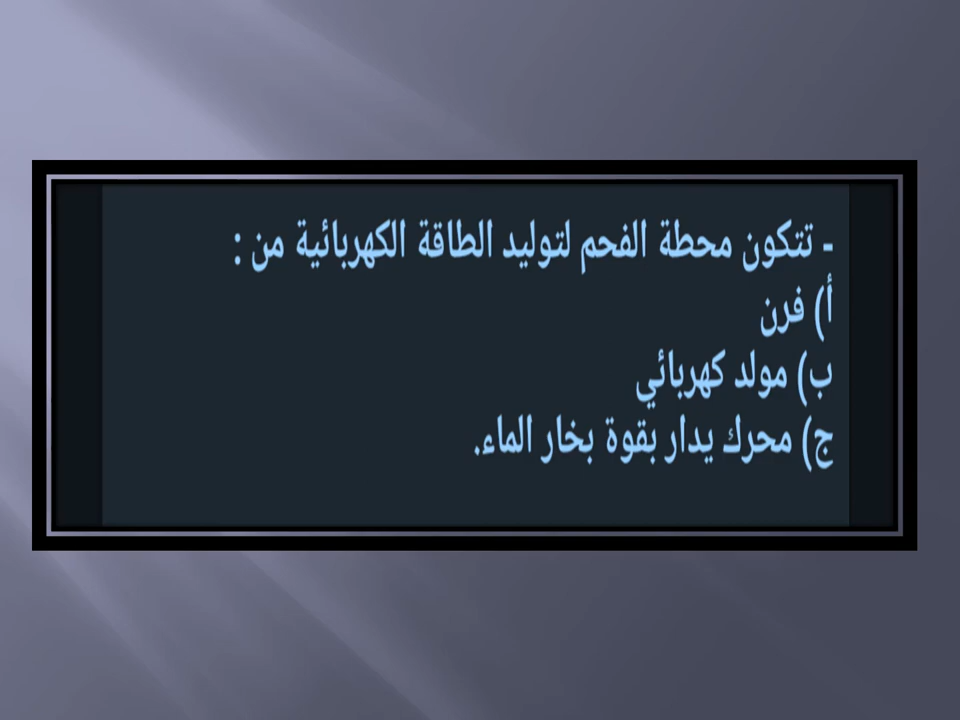 - تتكون محطة الفحم لتوليد الطاقة الكهربائية من :
أ) فرن
ب) مولد كهربائي
ج) محرك يدار بقوة بخار الماء.